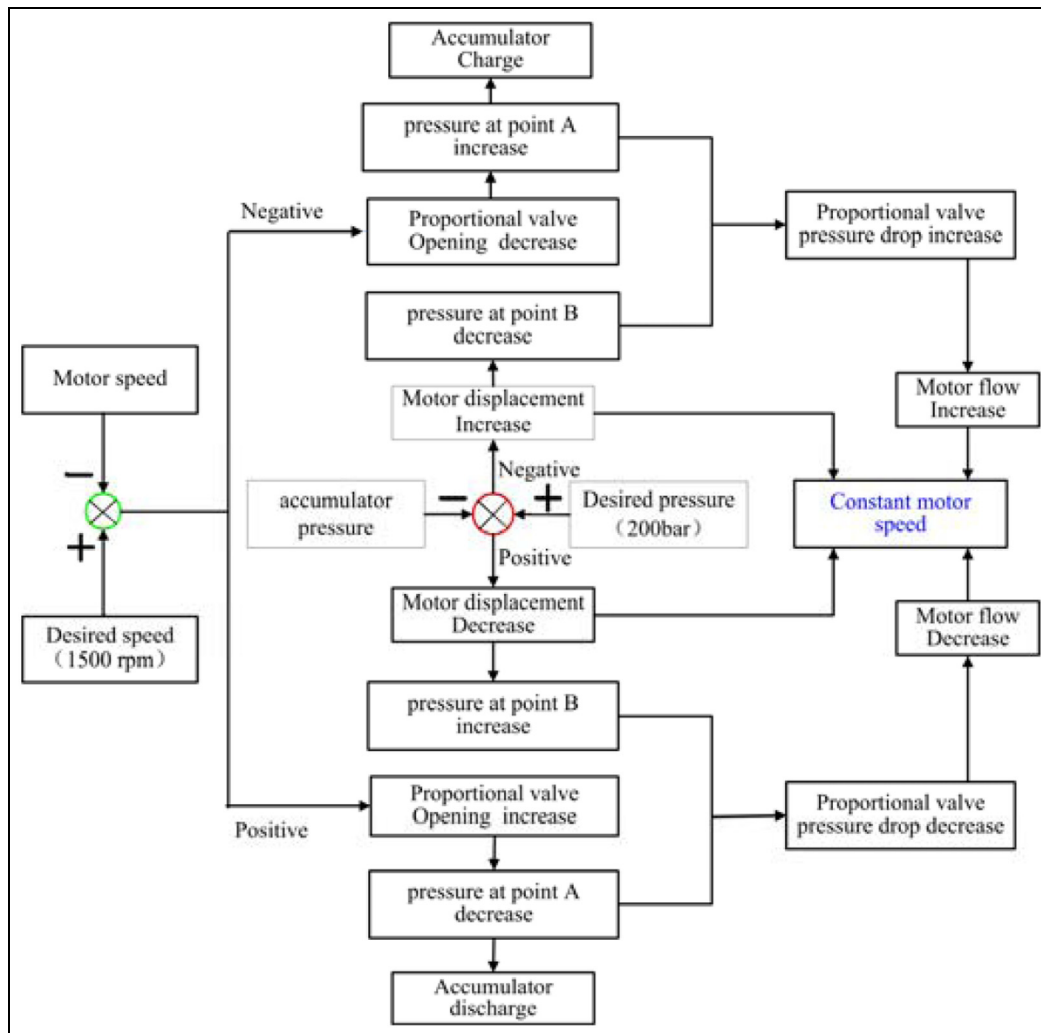 Accumulator
Charge
pressure at point A
increase
Negative
Proportional valve
Opening decrease
Proportional valve
pressure drop increase
pressure at point B
decrease
Motor speed
Motor displacement
Increase
Motor flow
Increase
−
Negative
accumulator
pressure
−
+
Desired pressure
（200bar）
Constant motor
speed
+
Positive
Desired speed
（1500 rpm）
Motor displacement
Decrease
Motor flow
Decrease
pressure at point B
increase
Positive
Proportional valve
Opening increase
Proportional valve
pressure drop decrease
pressure at point A
decrease
Accumulator
discharge